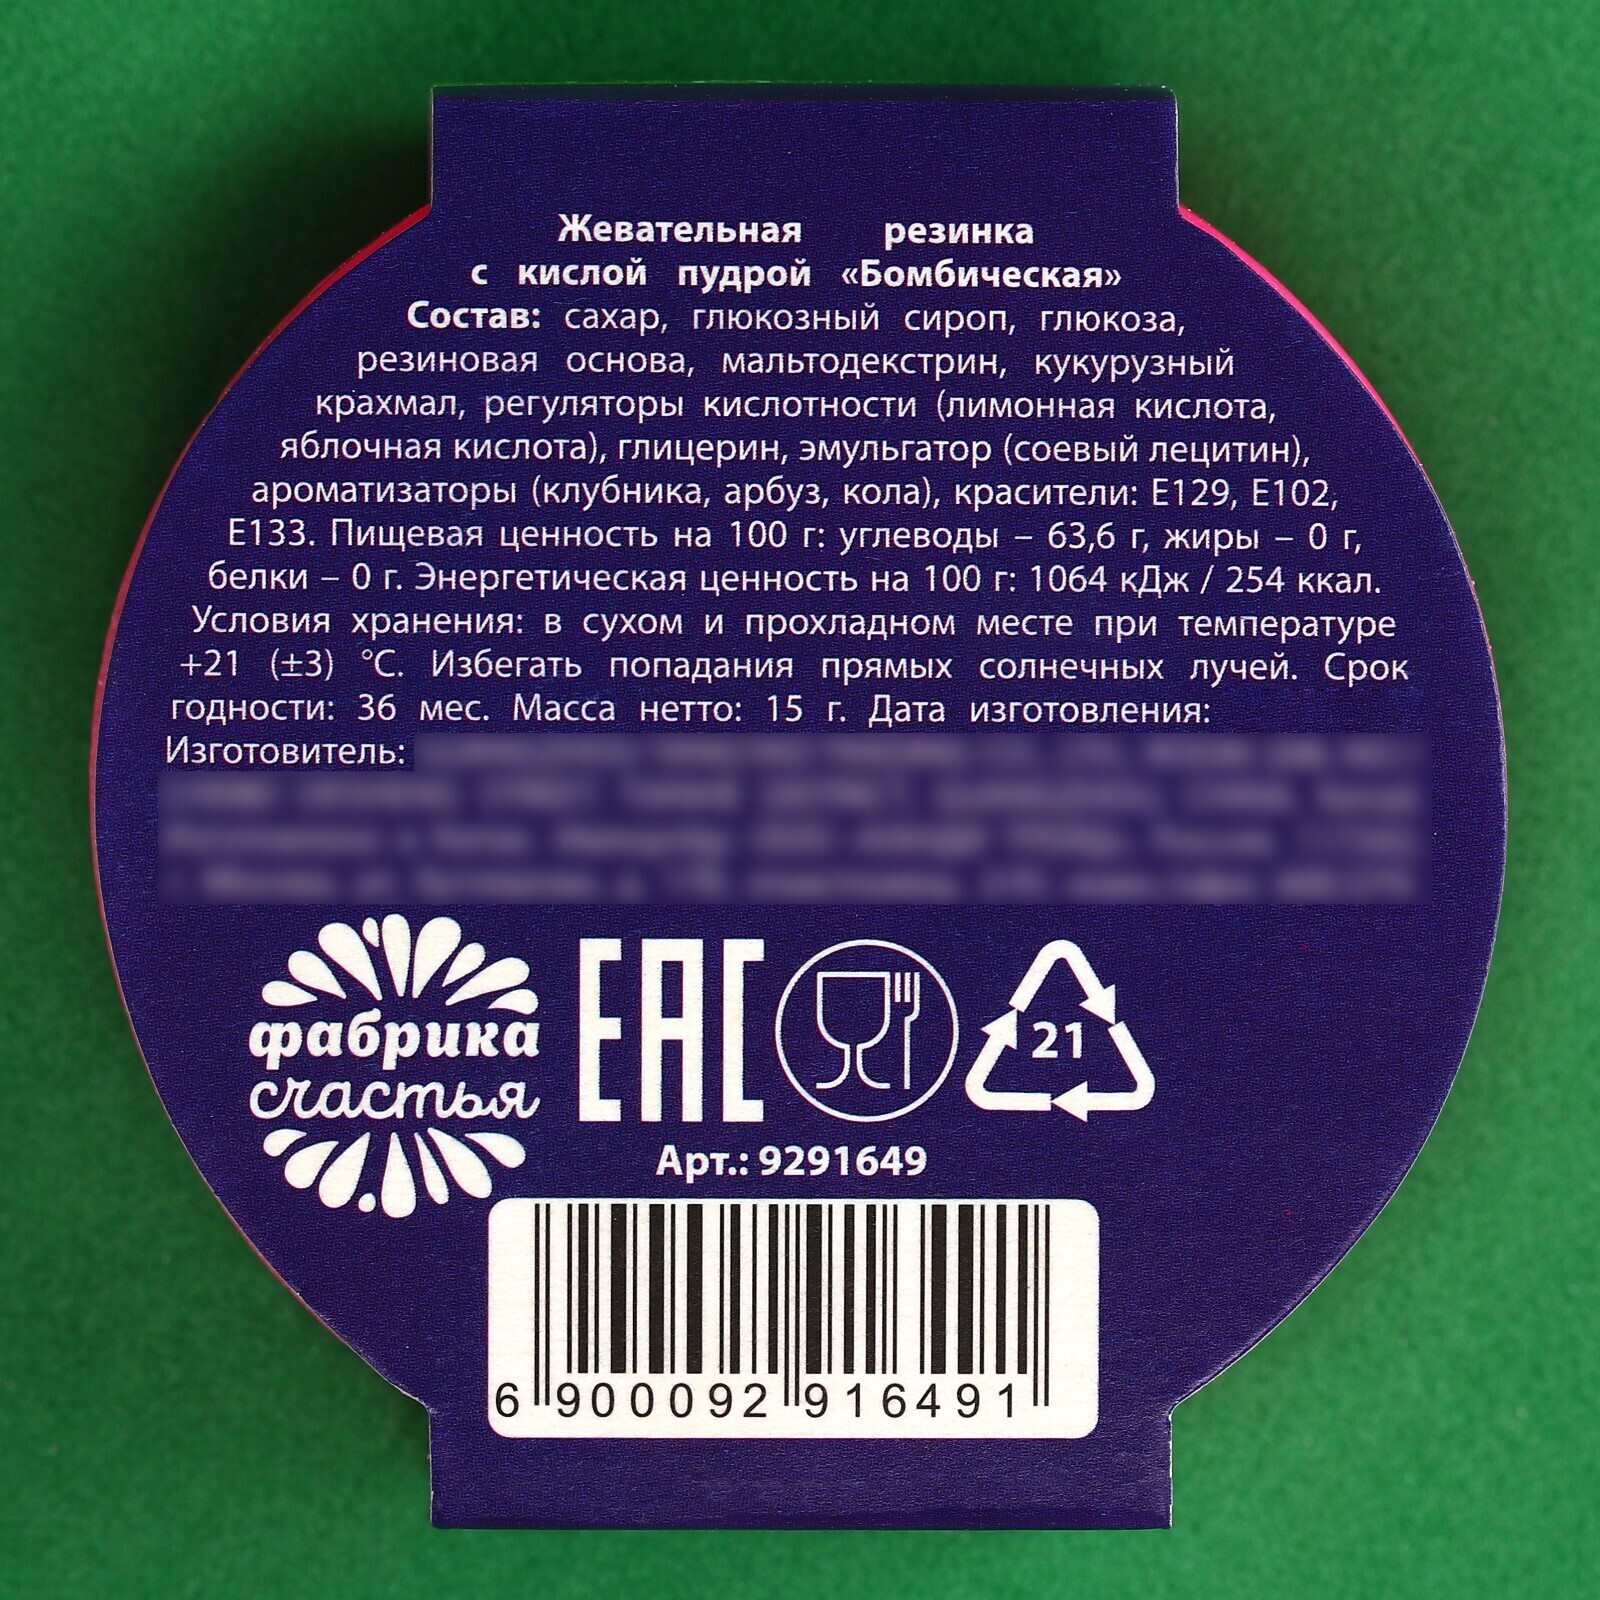 Жевательная резинка
с кислой пудрой «Бомбическая»
Состав: сахар, глюкозный сироп, глюкоза,
резиновая основа, мальтодекстрин, кукурузный
крахмал, регуляторы кислотности (лимонная кислота,
яблочная кислота), глицерин, эмульгатор (соевый лецитин),
ароматизаторы (клубника, арбуз, кола), красители: Е129, Е102,
Е133. Пищевая ценность на 100 г: углеводы – 63,6 г, жиры – 0 г,
белки – 0 г. Энергетическая ценность на 100 г: 1064 кДж / 254 ккал.
Условия хранения: в сухом и прохладном месте при температуре
+21 (±3) °С. Избегать попадания прямых солнечных лучей. Срок
годности: 36 мес. Масса нетто: 15 г. Дата изготовления:
Изготовитель:
фабрика
счастья
ЕАС
21
Арт.: 9291649
6 900092 916491